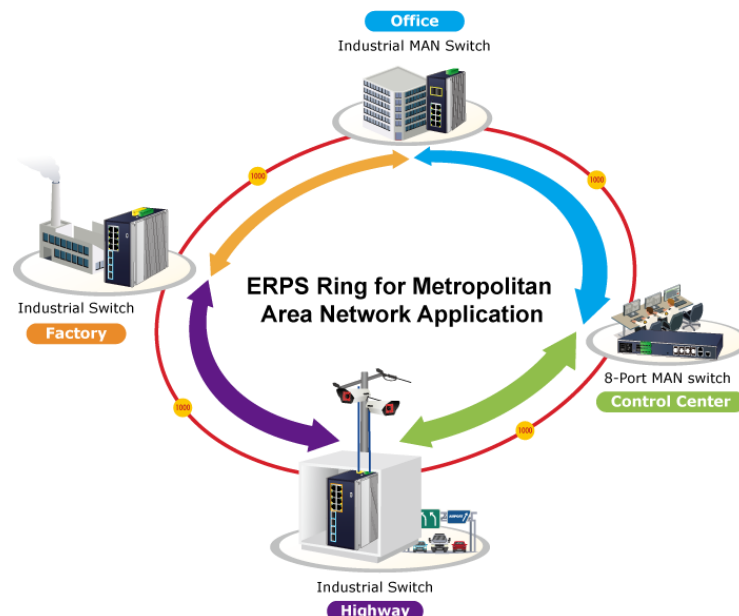 Office
Industrial MAN Switch
1000
1000
Industrial Switch
Factory
ERPS Ring for Metropolitan
Area Network Application
8-Port MAN switch
Control Center
1000
1000
Industrial Switch
Highway